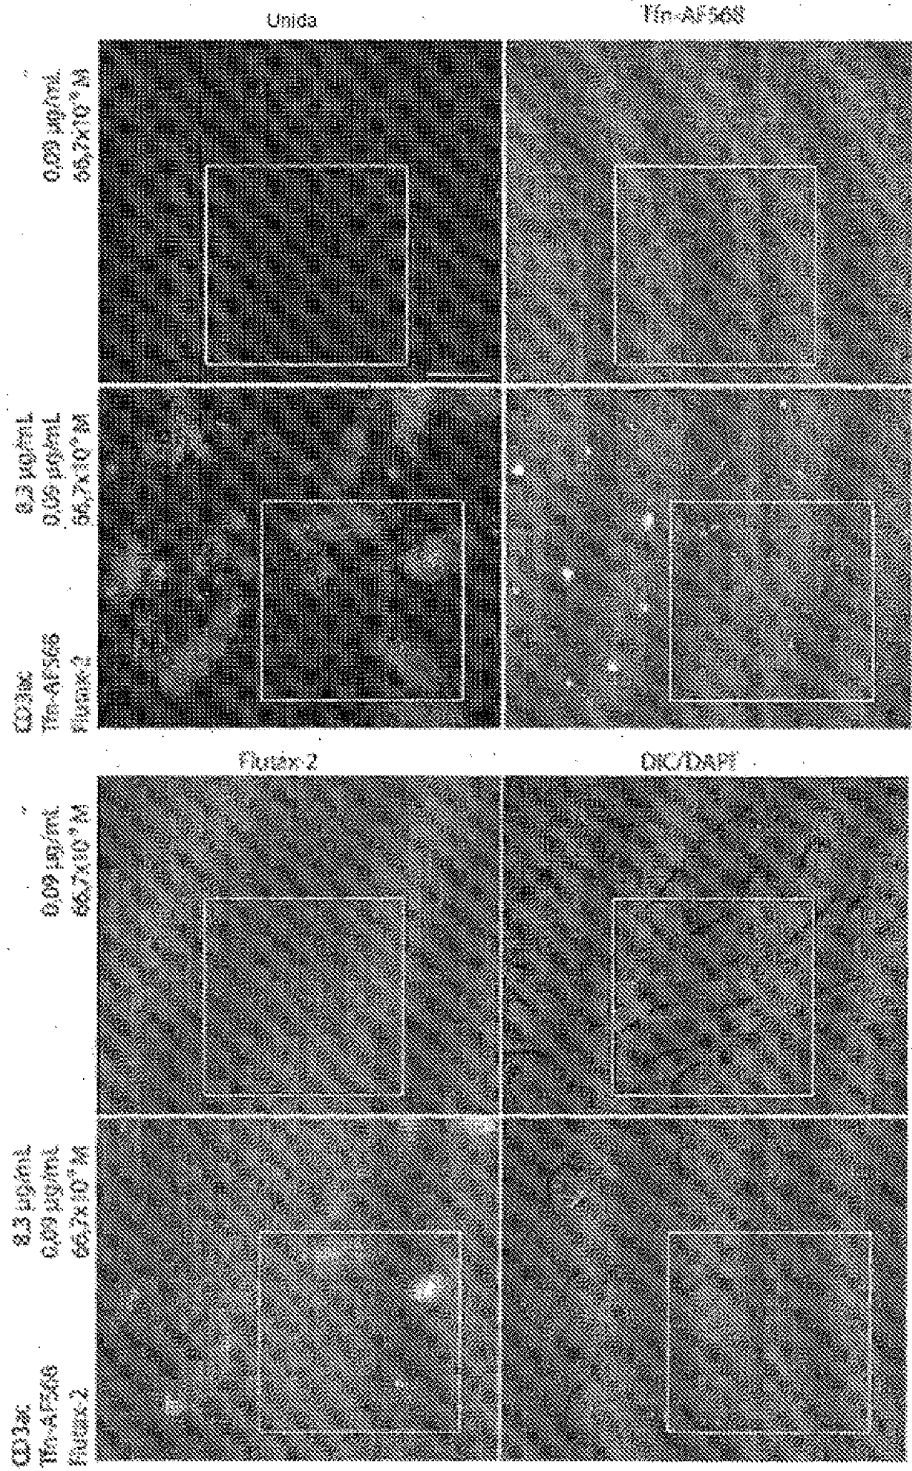 Unida
Tfn-AF568
CD3ac 8,3 µg/mL "
Tfn-AF568 0,09 µg/mL 0,09 µg/mL
Flutax-2 66,7x10⁻⁹ M 66,7x10⁻⁹ M
Flutax-2
DIC/DAPI
CD3ac 8,3 µg/mL "
Tfn-AF568 0,09 µg/mL 0,09 µg/mL
Flutax-2 66,7x10⁻⁹ M 66,7x10⁻⁹ M